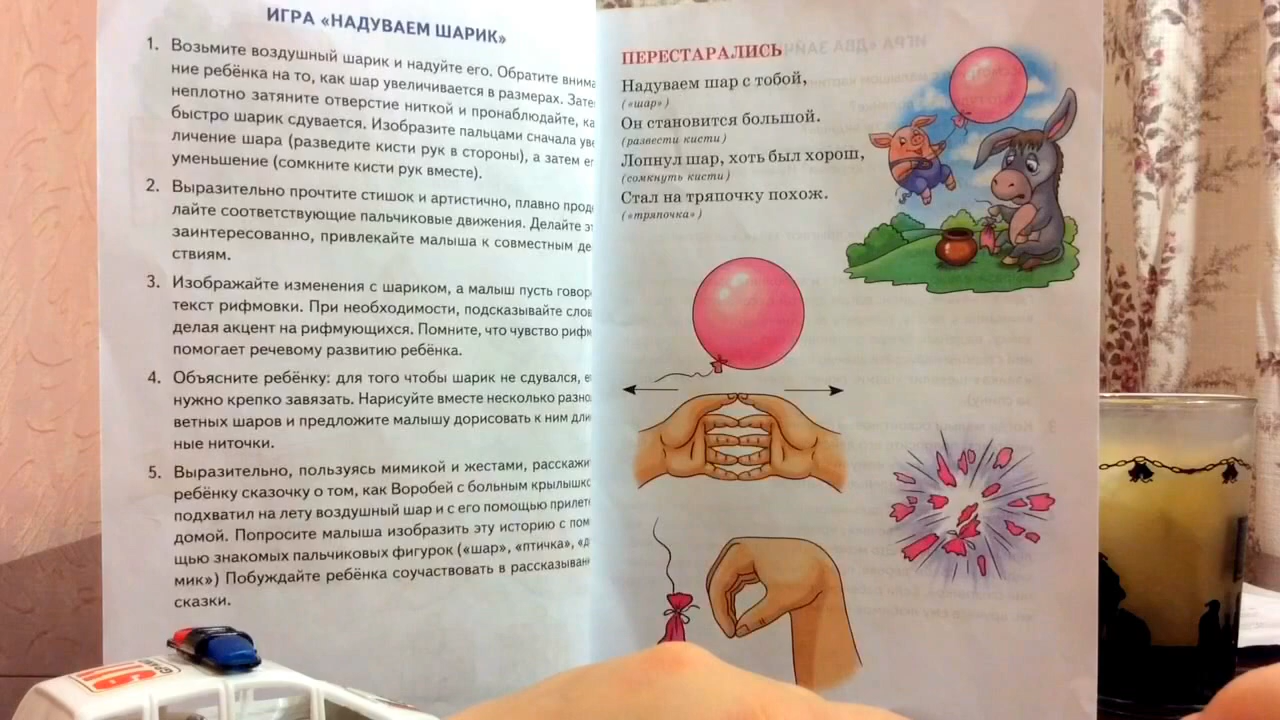 ИГРА «НАДУВАЕМ ШАРИК»
1. Возьмите воздушный шарик и надуйте его. Обратите внима
ние ребёнка на то, как шар увеличивается в размерах. Зате
неплотно затяните отверстие ниткой и пронаблюдайте, ка
быстро шарик сдувается. Изобразите пальцами сначала уве
личение шара (разведите кисти рук в стороны), а затем ег
уменьшение (сомкните кисти рук вместе).
2. Выразительно прочтите стишок и артистично, плавно прод
лайте соответствующие пальчиковые движения. Делайте э
заинтересованно, привлекайте малыша к совместным де
ствиям.
3. Изображайте изменения с шариком, а малыш пусть говор
текст рифмовки. При необходимости, подсказывайте слов
делая акцент на рифмующихся. Помните, что чувство рифм
помогает речевому развитию ребёнка.
4. Объясните ребёнку: для того чтобы шарик не сдувался, е
нужно крепко завязать. Нарисуйте вместе несколько разно
ветных шаров и предложите малышу дорисовать к ним дли
ные ниточки.
5. Выразительно, пользуясь мимикой и жестами, расскажи
ребёнку сказочку о том, как Воробей с больным крылышко
подхватил на лету воздушный шар и с его помощью прилете
домой. Попросите малыша изобразить эту историю с пом
щью знакомых пальчиковых фигурок («шар», «птичка», «д
мик») Побуждайте ребёнка соучаствовать в рассказыван
сказки.
ПЕРЕСТАРАЛИСЬ
Надуваем шар с тобой,
(«шар»)
Он становится большой.
(развести кисти)
Лопнул шар, хоть был хорош,
(сомкнуть кисти)
Стал на тряпочку похож.
(«тряпочка»)